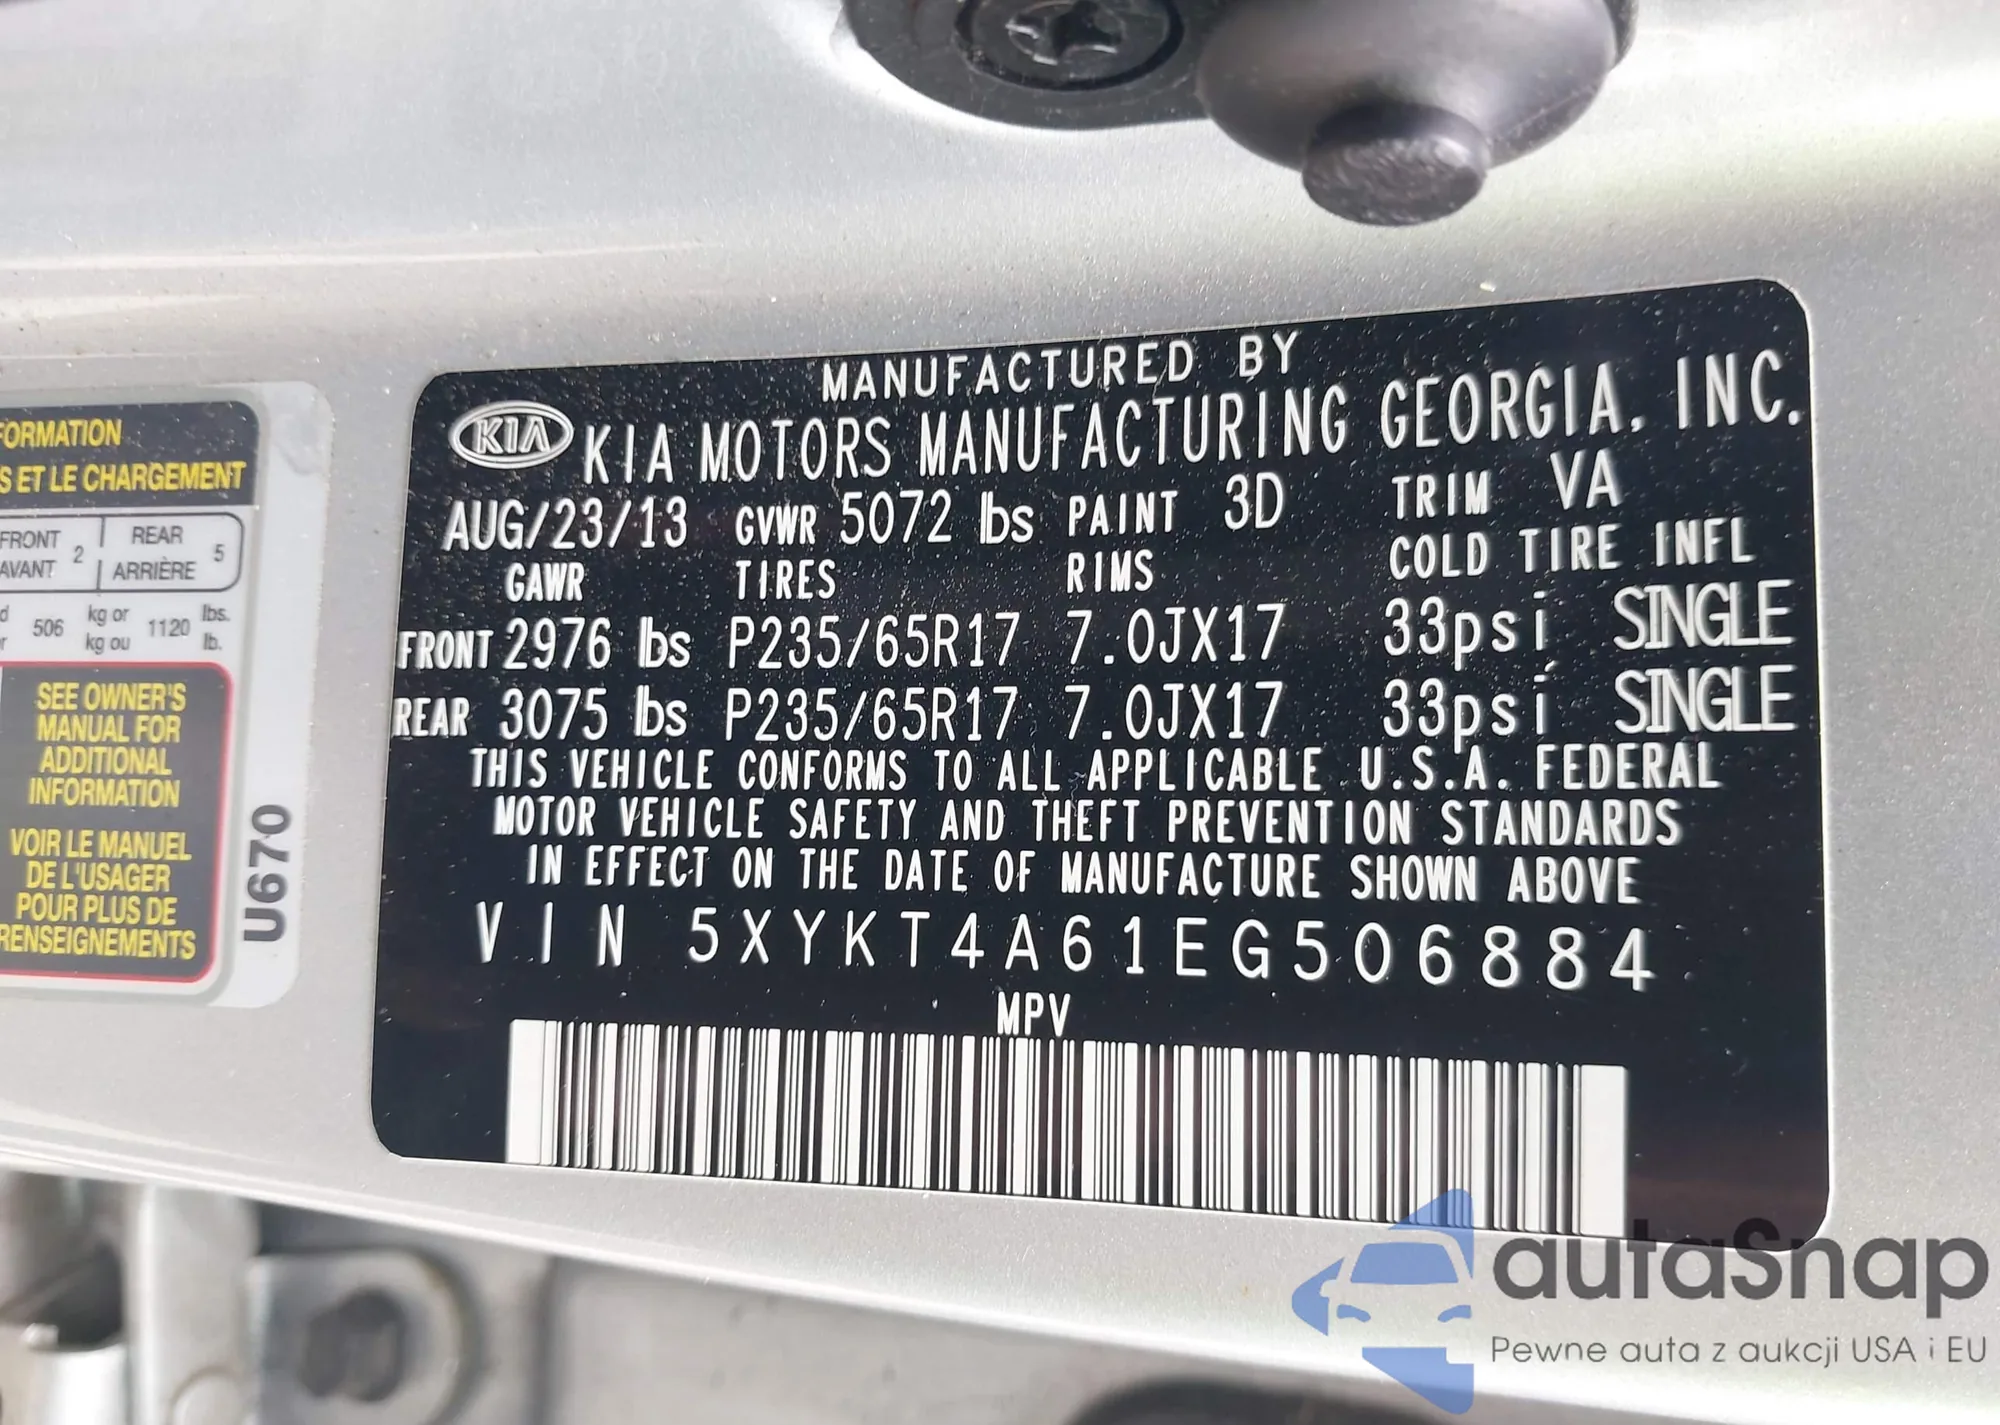 FORMATION
S ET LE CHARGEMENT
FRONT 2 REAR 5
AVANT ARRIÈRE
506 kg or 1120 lbs.
kg ou lb.
SEE OWNER'S
MANUAL FOR
ADDITIONAL
INFORMATION
VOIR LE MANUEL
DE L'USAGER
POUR PLUS DE
RENSEIGNEMENTS
U670
MANUFACTURED BY
KIA KIA MOTORS MANUFACTURING GEORGIA, INC.
AUG/23/13 GVWR 5072 lbs PAINT 3D TRIM VA
GAWR TIRES RIMS COLD TIRE INFL
FRONT 2976 lbs P235/65R17 7.0JX17 33psi SINGLE
REAR 3075 lbs P235/65R17 7.0JX17 33psi SINGLE
THIS VEHICLE CONFORMS TO ALL APPLICABLE U.S.A. FEDERAL
MOTOR VEHICLE SAFETY AND THEFT PREVENTION STANDARDS
IN EFFECT ON THE DATE OF MANUFACTURE SHOWN ABOVE
VIN 5XYKT4A61EG506884
MPV
autaSnap
Pewne auta z aukcji USA i EU